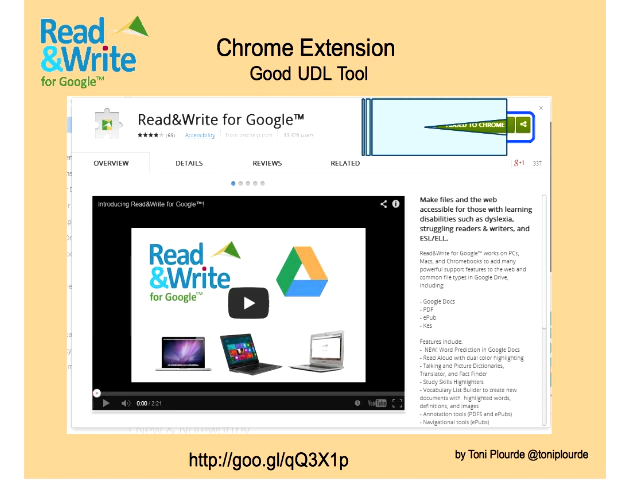 Read
&Write
for Google™
Chrome Extension
Good UDL Tool
Read&Write for Google™
Accessibility
ADDED TO CHROME
OVERVIEW
DETAILS
REVIEWS
RELATED
g+1
337
Introducing Read&Write for Google™!
Read
&Write
for Google™
0:00 / 2:21
YouTube
Make files and the web
accessible for those with learning
disabilities such as dyslexia,
struggling readers & writers, and
ESL/ELL.
Read&Write for Google™ works on PCs,
Macs, and Chromebooks to add many
powerful support features to the web and
common file types in Google Drive,
including:
- Google Docs
- PDF
- ePub
- Kes
Features include:
- NEW: Word Prediction in Google Docs
- Read Aloud with dual color highlighting
- Talking and Picture Dictionaries,
Translator, and Fact Finder
- Study Skills Highlighters
- Vocabulary List Builder to create new
documents with highlighted words,
definitions, and images
- Annotation tools (PDFs and ePubs)
- Navigational tools (ePubs)
http://goo.gl/qQ3X1p
by Toni Plourde @toniplourde